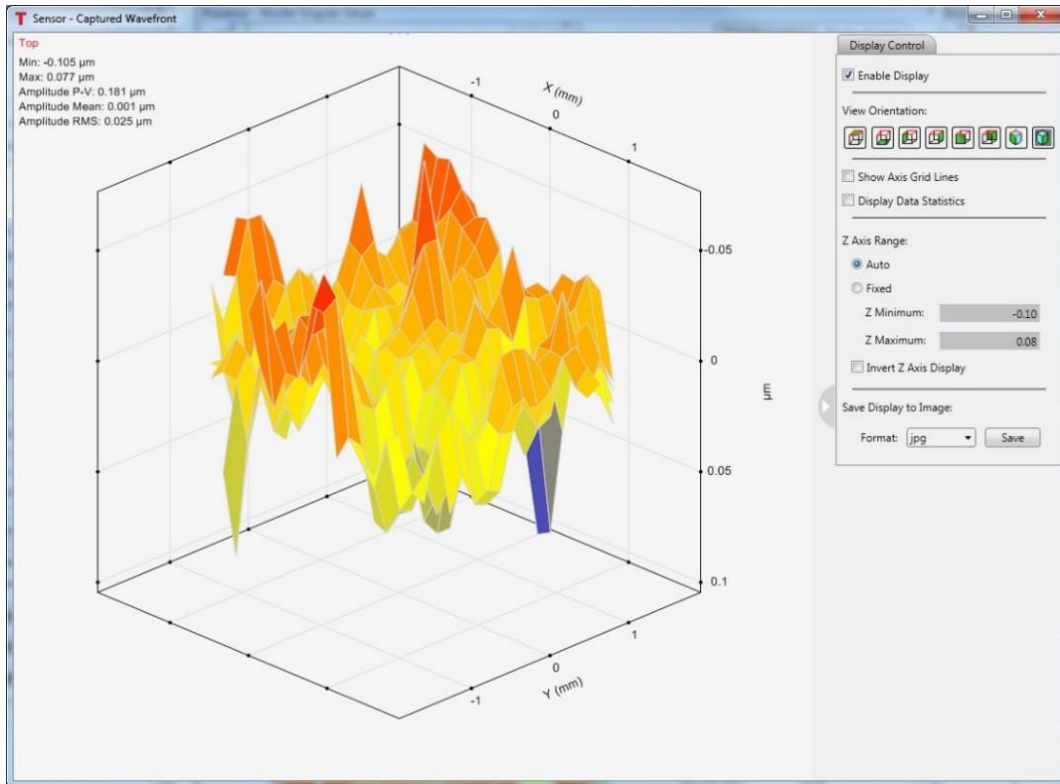 Sensor - Captured Wavefront
Top
Min: -0.105 µm
Max: 0.077 µm
Amplitude P-V: 0.181 µm
Amplitude Mean: 0.001 µm
Amplitude RMS: 0.025 µm
-1
X (mm)
0
1
-0.05
0
µm
0.05
0.1
1
0
Y (mm)
-1
Display Control
Enable Display
View Orientation:
Show Axis Grid Lines
Display Data Statistics
Z Axis Range:
Auto
Fixed
Z Minimum: -0.10
Z Maximum: 0.08
Invert Z Axis Display
Save Display to Image:
Format: jpg Save